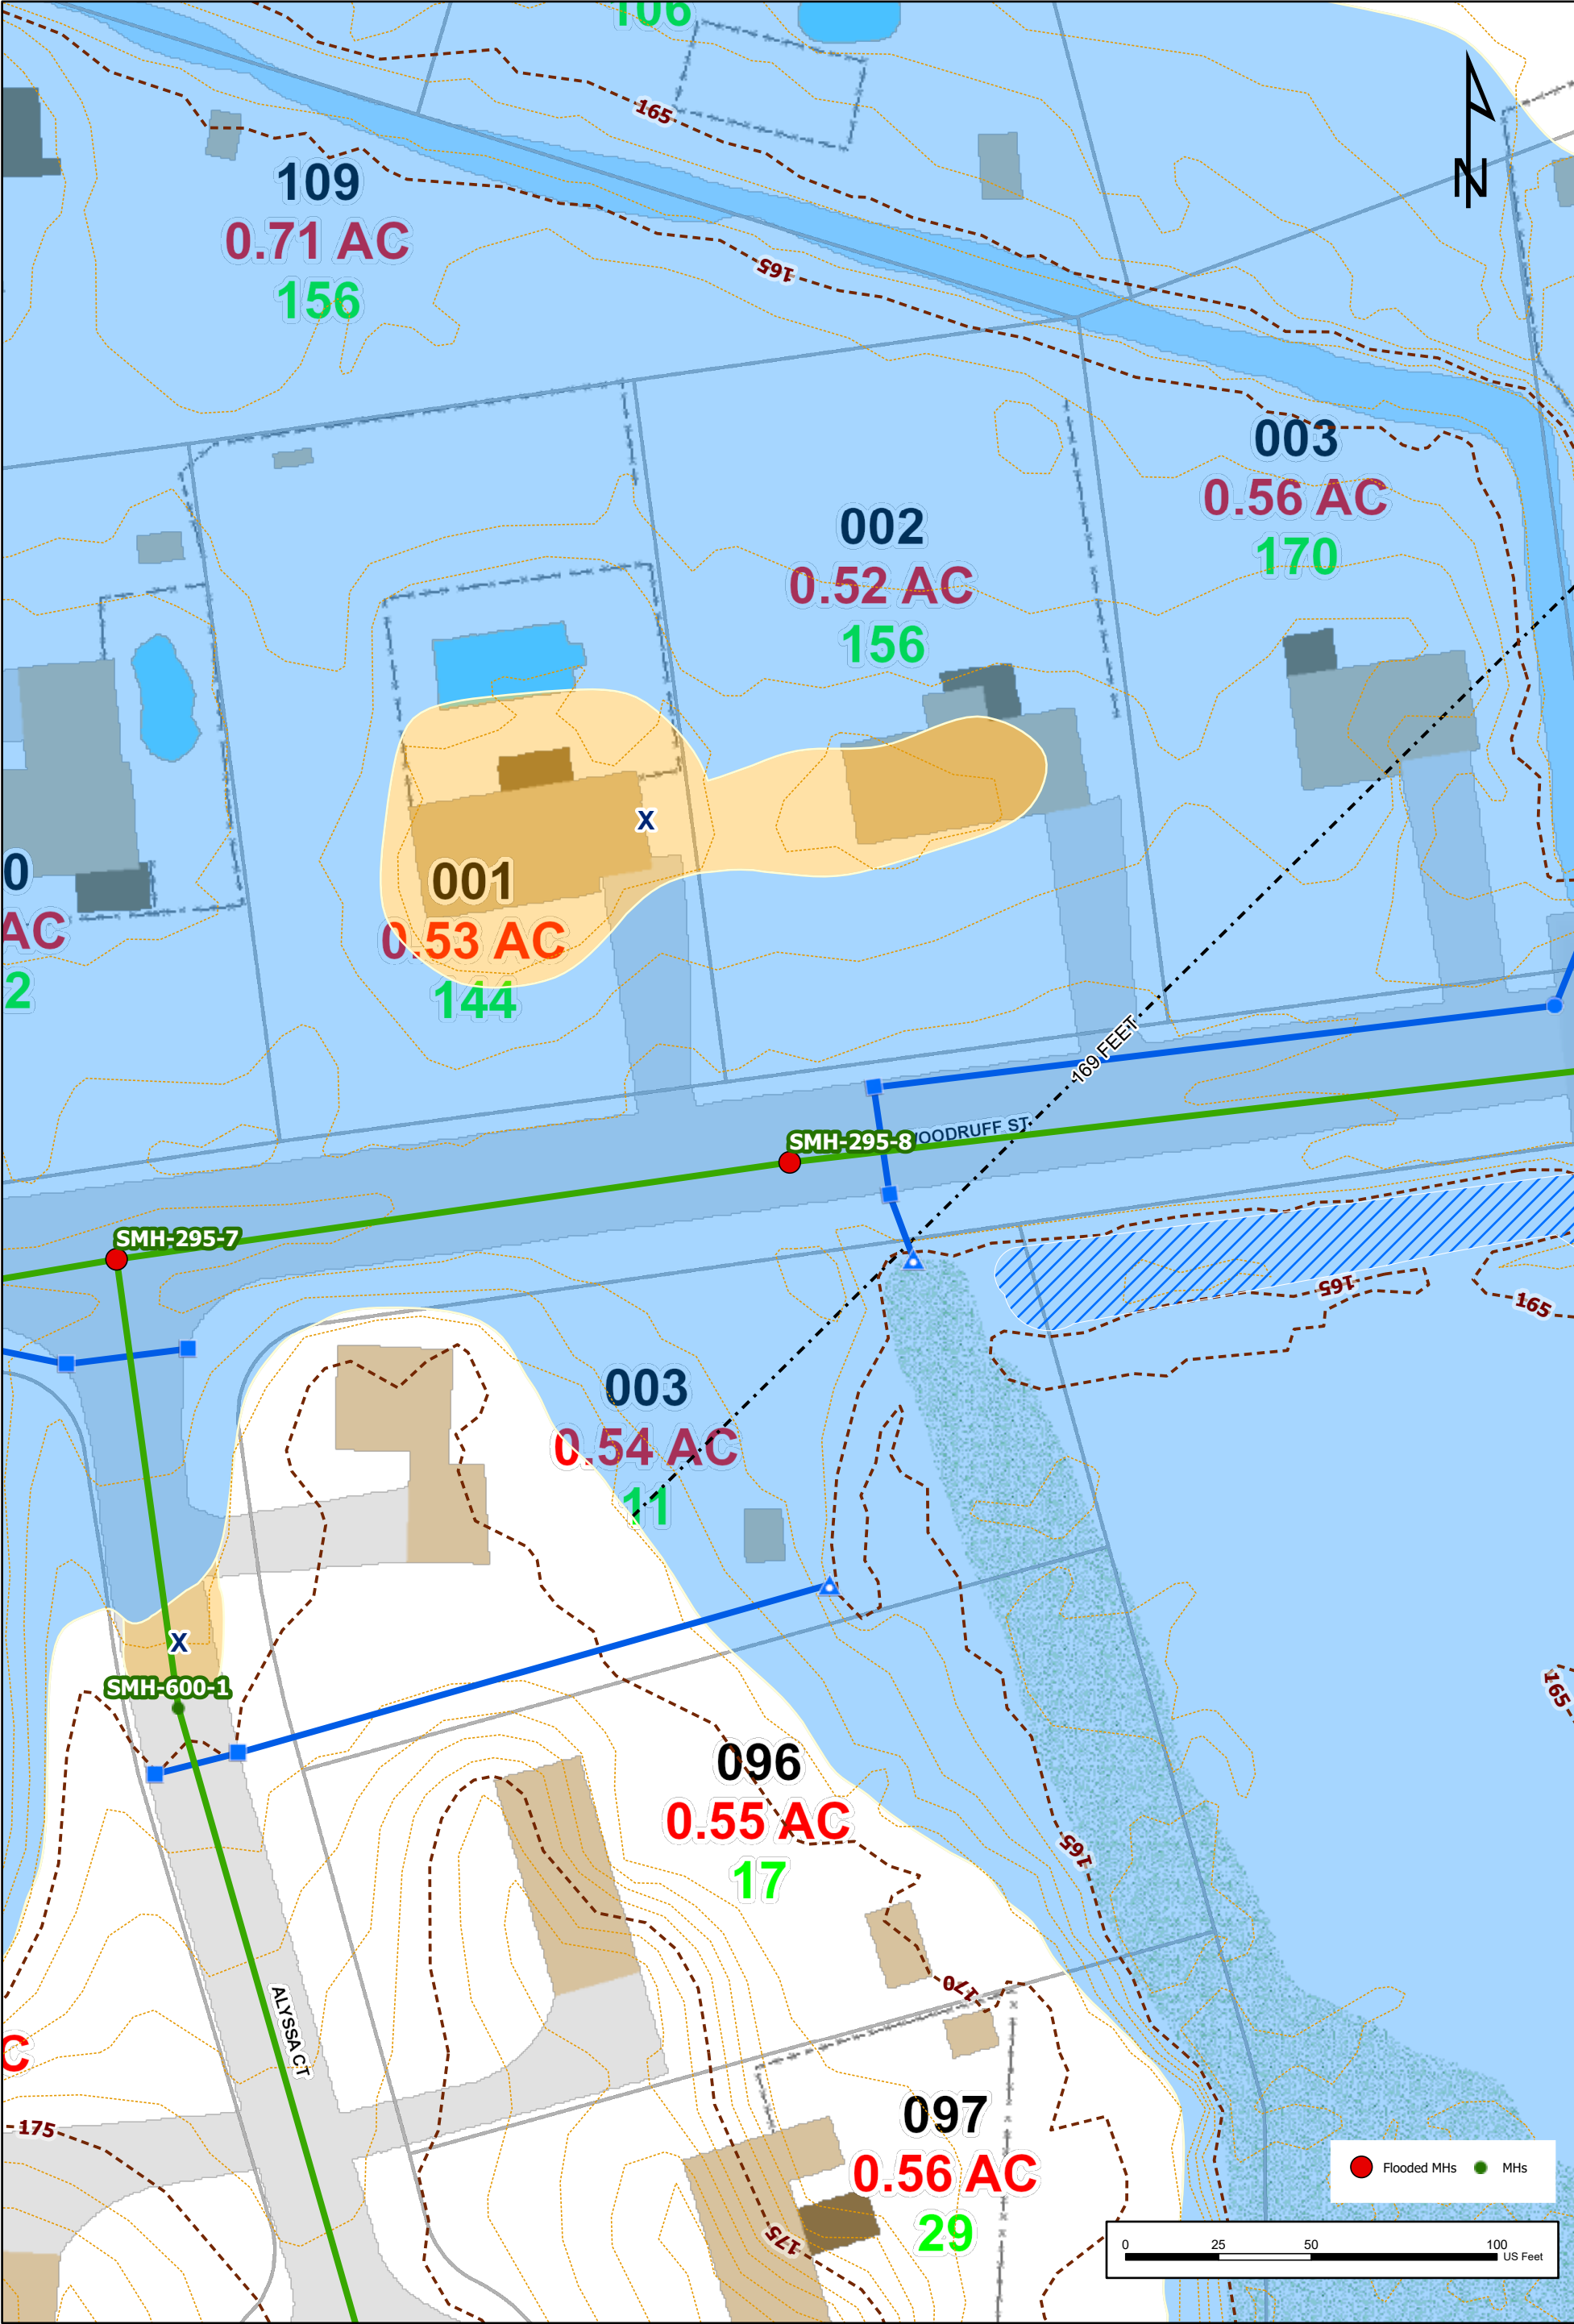 106
165
N
109
0.71 AC
156
165
003
0.56 AC
170
002
0.52 AC
156
X
001
0.53 AC
144
0
AC
2
169 FEET
WOODRUFF ST
SMH-295-8
SMH-295-7
165
165
003
0.54 AC
11
X
SMH-600-1
165
096
0.55 AC
17
165
170
ALYSSA CT
C
175
097
0.56 AC
29
175
Flooded MHs
MHs
0 25 50 100
US Feet